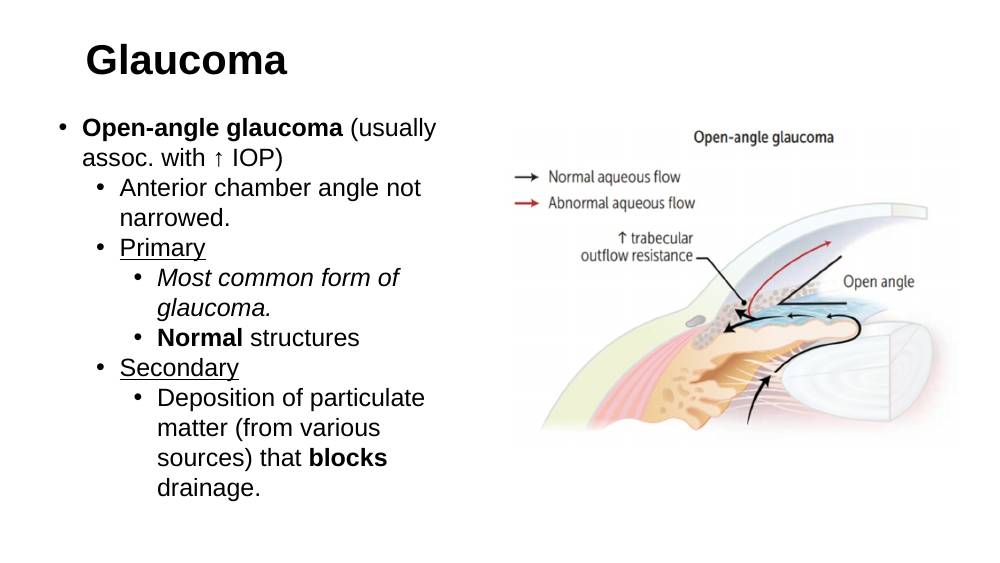 Glaucoma
• Open-angle glaucoma (usually
assoc. with ↑ IOP)
• Anterior chamber angle not
narrowed.
• Primary
• Most common form of
glaucoma.
• Normal structures
• Secondary
• Deposition of particulate
matter (from various
sources) that blocks
drainage.
Open-angle glaucoma
Normal aqueous flow
Abnormal aqueous flow
↑ trabecular
outflow resistance
Open angle